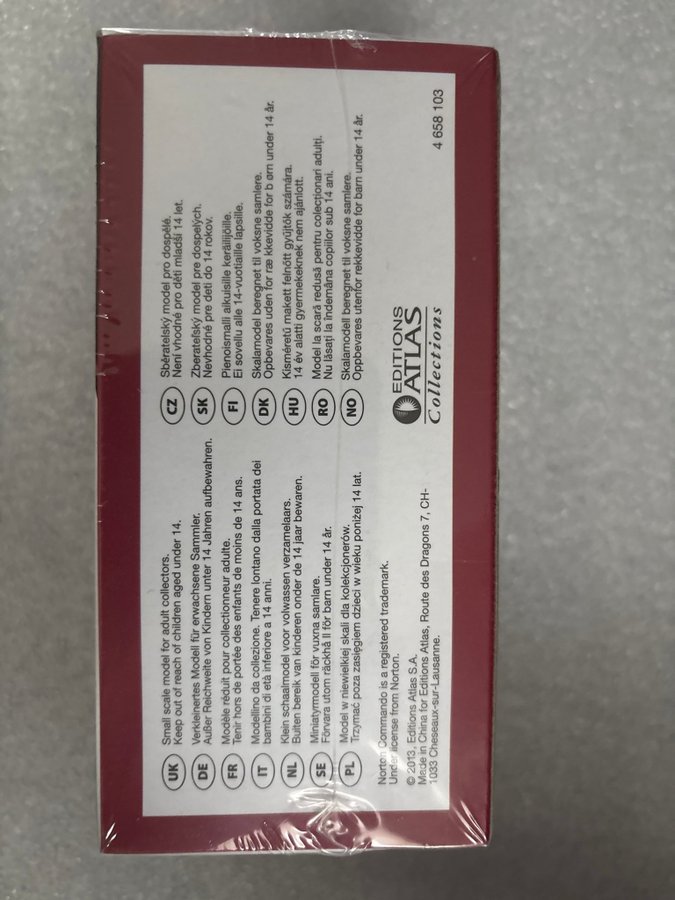 UK Small scale model for adult collectors.
Keep out of reach of children aged under 14.
DE Verkleinertes Modell für erwachsene Sammler.
Außer Reichweite von Kindern unter 14 Jahren aufbewahren.
FR Modèle réduit pour collectionneur adulte.
Tenir hors de portée des enfants de moins de 14 ans.
IT Modellino da collezione. Tenere lontano dalla portata dei
bambini di età inferiore a 14 anni.
NL Klein schaalmodel voor volwassen verzamelaars.
Buiten bereik van kinderen onder de 14 jaar bewaren.
SE Miniatyrmodell för vuxna samlare.
Förvara utom räckhå ll för barn under 14 år.
PL Model w niewielkiej skali dla kolekcjonerów.
Trzymać poza zasięgiem dzieci w wieku poniżej 14 lat.
CZ Sběratelský model pro dospělé.
Není vhodné pro děti mladší 14 let.
SK Zberateľský model pre dospelých.
Nevhodné pre deti do 14 rokov.
FI Pienoismalli aikuisille keräilijöille.
Ei sovellu alle 14-vuotiaille lapsille.
DK Skalamodel beregnet til voksne samlere.
Opbevares uden for ræ kkevidde for b ørn under 14 år.
HU Kisméretű makett felnőtt gyűjtők számára.
14 év alatti gyermekeknek nem ajánlott.
RO Model la scară redusă pentru colecționari adulți.
Nu lăsați la îndemâna copiilor sub 14 ani.
NO Skalamodell beregnet til voksne samlere.
Oppbevares utenfor rekkevidde for barn under 14 år.
Norton Commando is a registered trademark.
Under license from Norton.
© 2013, Editions Atlas S.A.
Made in China for Editions Atlas, Route des Dragons 7, CH-
1033 Cheseaux-sur-Lausanne.
EDITIONS
ATLAS
Collections
4 658 103